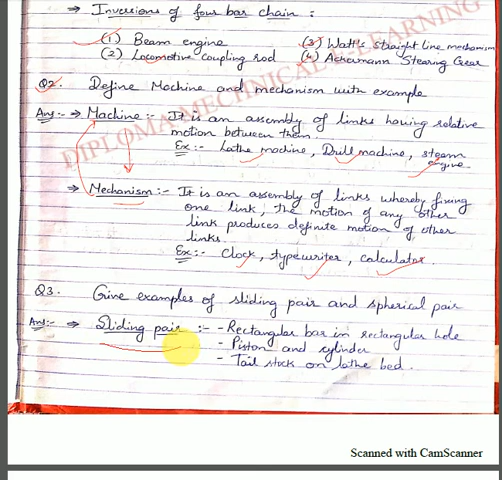 → Inversions of four bar chain :
(1) Beam engine (3) Watt's straight line mechanism
(2) Locomotive coupling rod (4) Ackermann Stearing Gear
Q2. Define Machine and mechanism with example
Ans:- → Machine :- It is an assembly of links having relative
motion between them.
Ex:- Lathe machine, Drill machine, steam
engine.
→ Mechanism :- It is an assembly of links whereby fixing
one link, the motion of any other
link produces definite motion of other
links.
Ex:- Clock, typewriter, calculator.
Q3. Give examples of sliding pair and spherical pair
Ans:- → Sliding pair :- - Rectangular bar in rectangular hole
- Piston and cylinder
- Tail stock on lathe bed.
DIPLOMA MECHANICAL E-LEARNING
Scanned with CamScanner